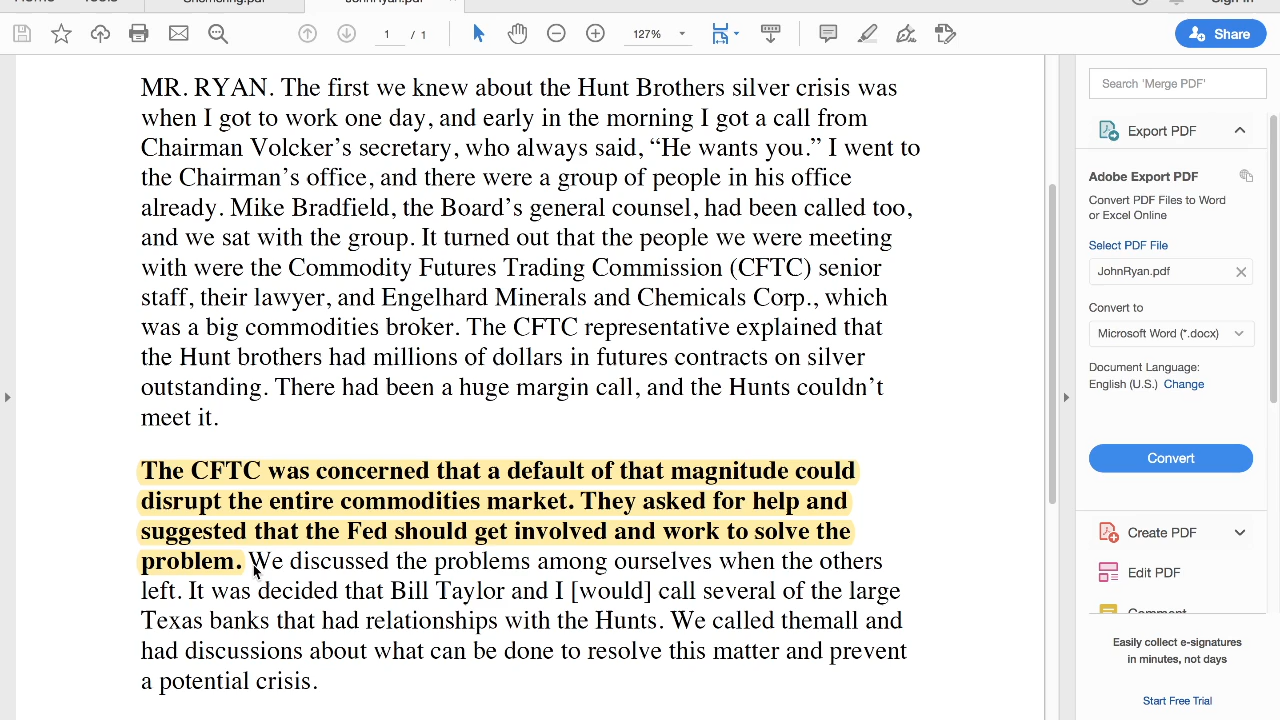 1 / 1
127%
Share
MR. RYAN. The first we knew about the Hunt Brothers silver crisis was
when I got to work one day, and early in the morning I got a call from
Chairman Volcker’s secretary, who always said, “He wants you.” I went to
the Chairman’s office, and there were a group of people in his office
already. Mike Bradfield, the Board’s general counsel, had been called too,
and we sat with the group. It turned out that the people we were meeting
with were the Commodity Futures Trading Commission (CFTC) senior
staff, their lawyer, and Engelhard Minerals and Chemicals Corp., which
was a big commodities broker. The CFTC representative explained that
the Hunt brothers had millions of dollars in futures contracts on silver
outstanding. There had been a huge margin call, and the Hunts couldn’t
meet it.
The CFTC was concerned that a default of that magnitude could
disrupt the entire commodities market. They asked for help and
suggested that the Fed should get involved and work to solve the
problem. We discussed the problems among ourselves when the others
left. It was decided that Bill Taylor and I [would] call several of the large
Texas banks that had relationships with the Hunts. We called themall and
had discussions about what can be done to resolve this matter and prevent
a potential crisis.
Search 'Merge PDF'
Export PDF
Adobe Export PDF
Convert PDF Files to Word
or Excel Online
Select PDF File
JohnRyan.pdf
Convert to
Microsoft Word (*.docx)
Document Language:
English (U.S.) Change
Convert
Create PDF
Edit PDF
Comment
Easily collect e-signatures
in minutes, not days
Start Free Trial